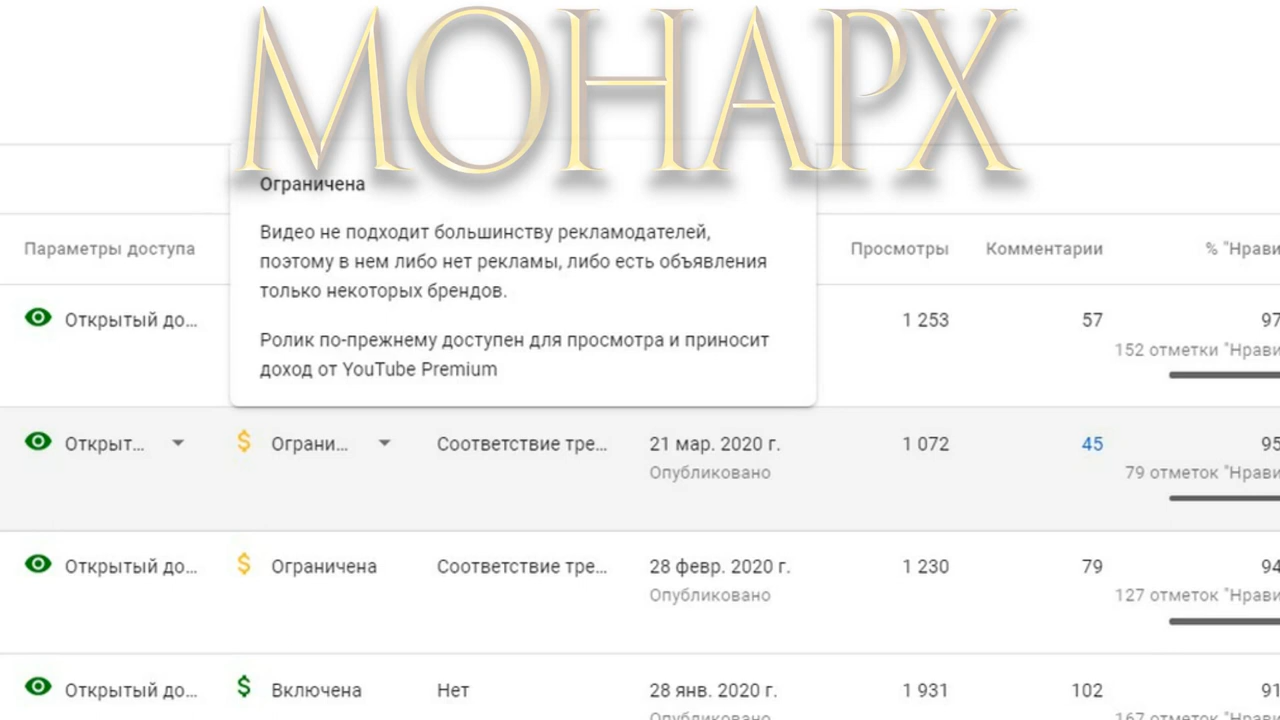 МОНАРХ
Ограничена
Видео не подходит большинству рекламодателей,
поэтому в нем либо нет рекламы, либо есть объявления
только некоторых брендов.
Ролик по-прежнему доступен для просмотра и приносит
доход от YouTube Premium
Параметры доступа Просмотры Комментарии % "Нрави
Открытый до... 1 253 57 97
152 отметки "Нрави
Открыт... $ Ограни... Соответствие тре... 21 мар. 2020 г. 1 072 45 95
Опубликовано 79 отметок "Нрави
Открытый до... $ Ограничена Соответствие тре... 28 февр. 2020 г. 1 230 79 94
Опубликовано 127 отметок "Нрави
Открытый до... $ Включена Нет 28 янв. 2020 г. 1 931 102 91
Опубликовано 167 отметок "Нрави